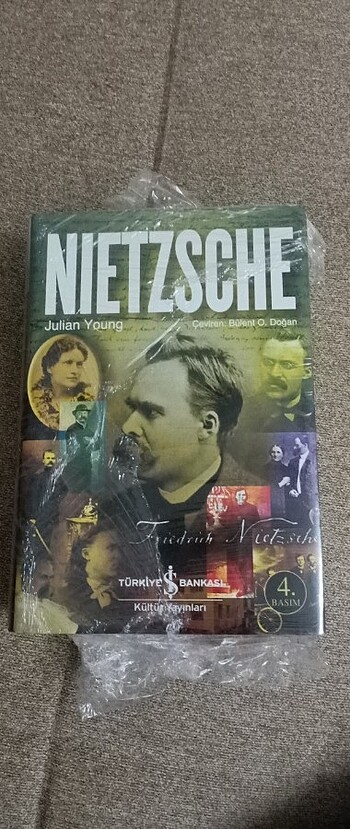 NIETZSCHE
Julian Young
Çeviren: Bülent O. Doğan
Friedrich Nietzsche
TÜRKİYE İŞ BANKASI
Kültür Yayınları
4.
BASIM